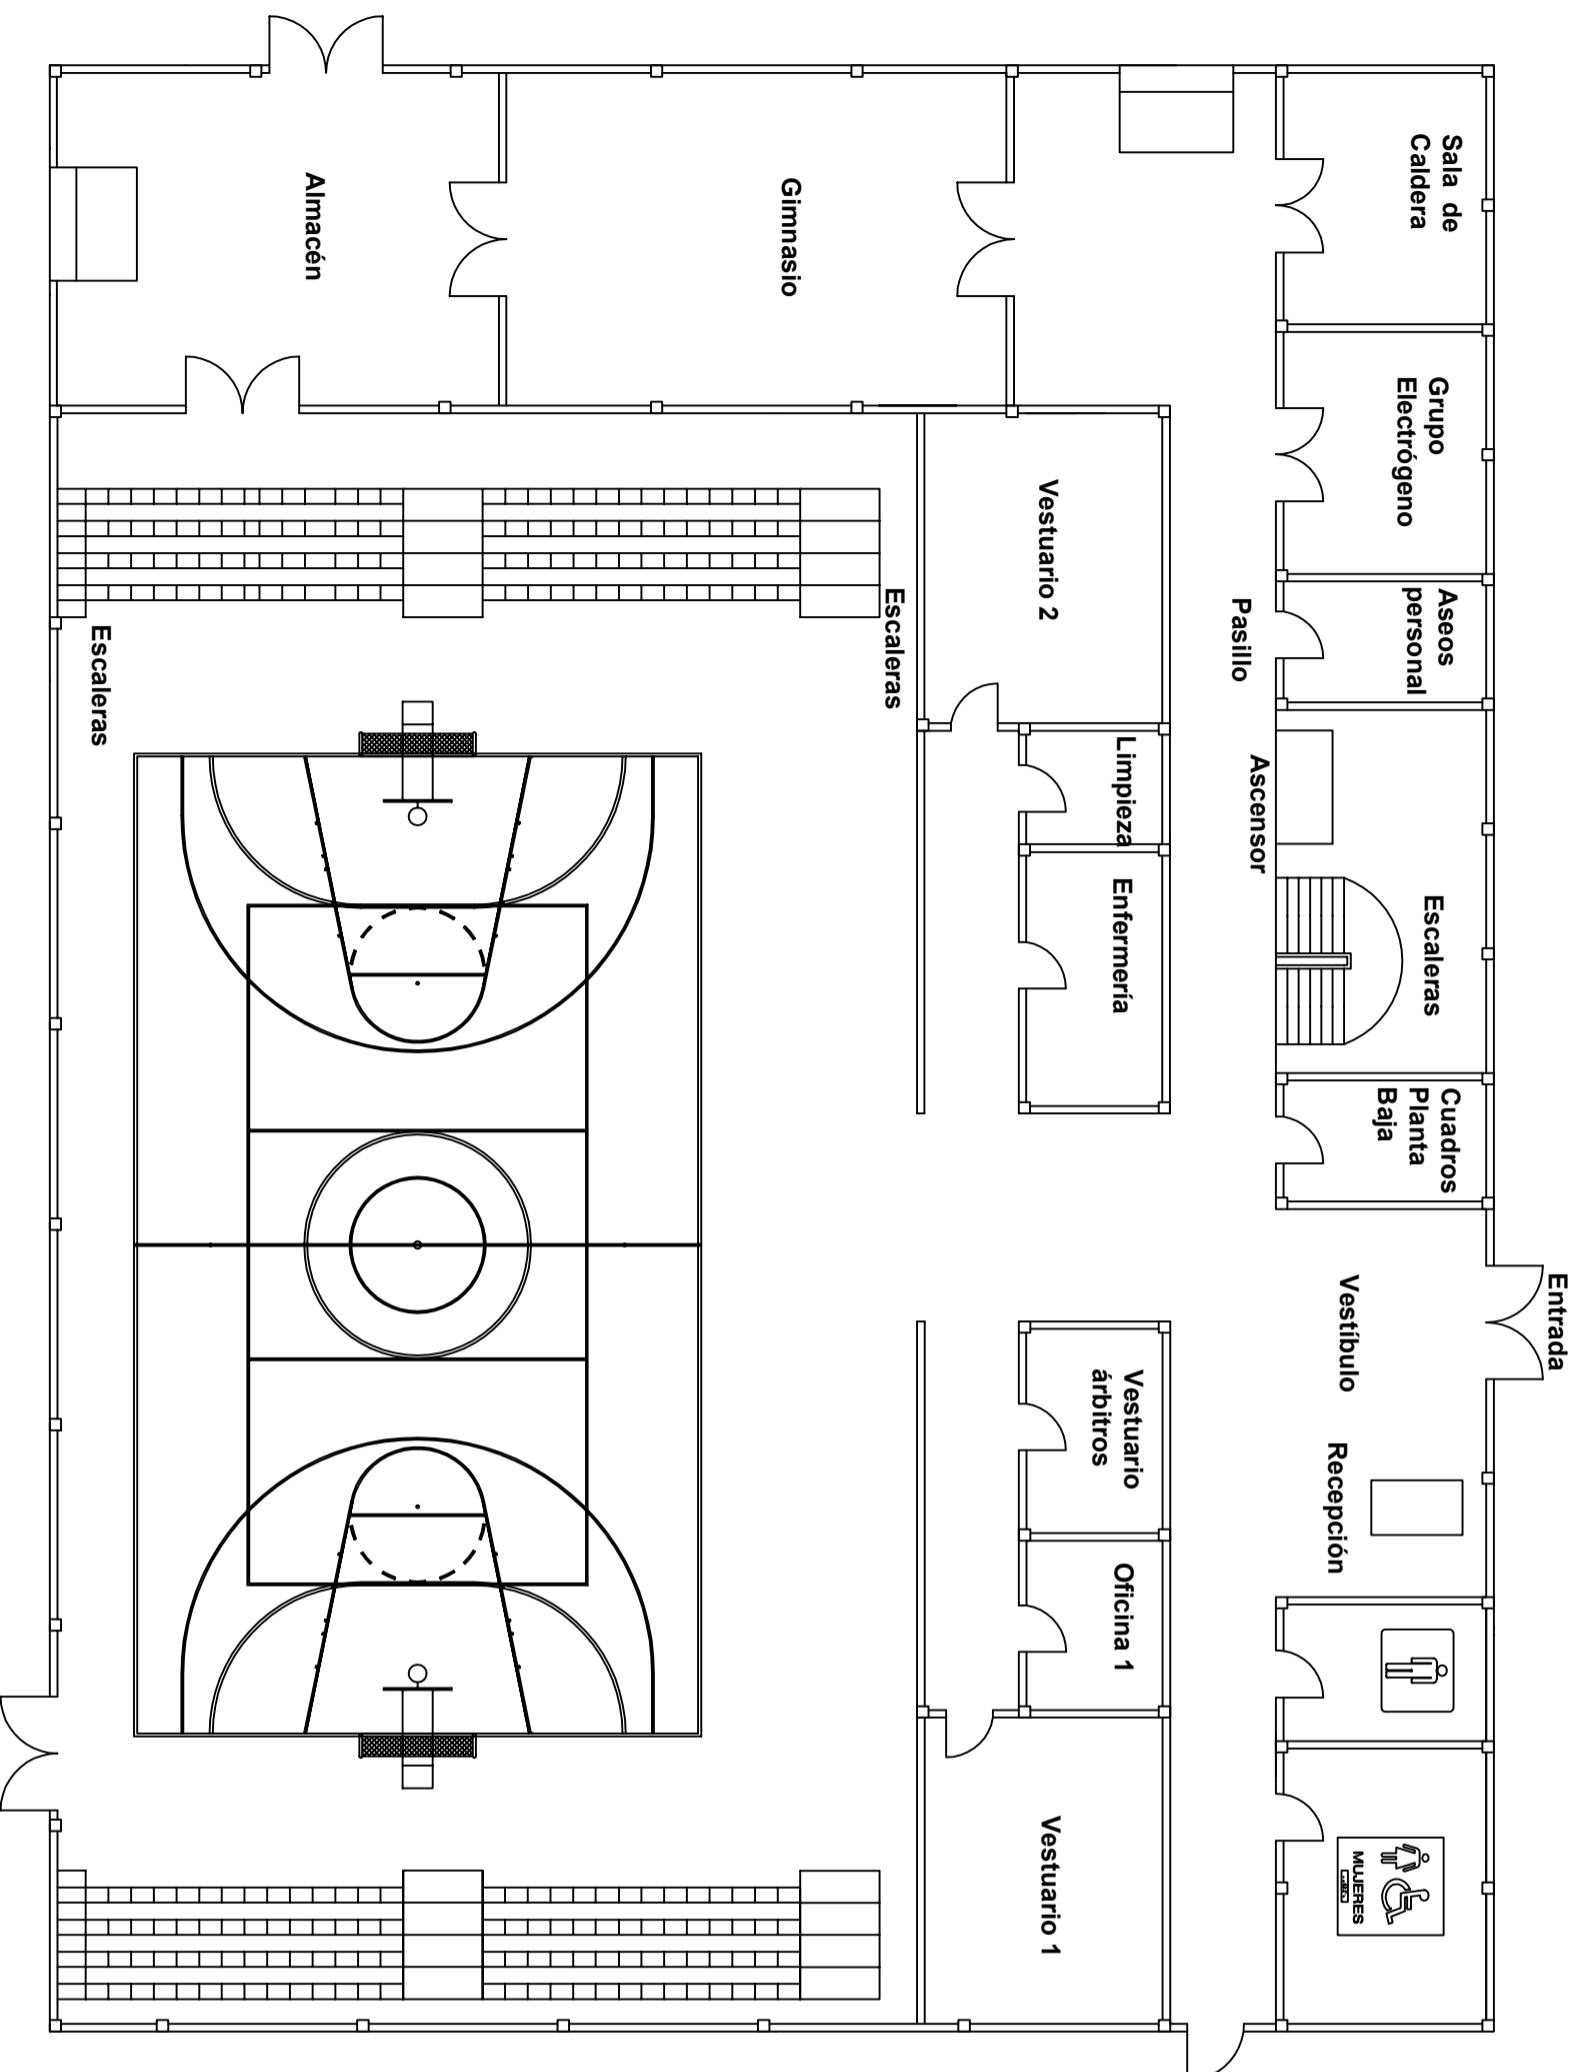 Entrada
Sala de
Caldera
Grupo
Electrógeno
Aseos
personal
Escaleras
Cuadros
Planta
Baja
Vestíbulo
Recepción
MUJERES
Pasillo
Ascensor
Vestuario 2
Limpieza
Enfermería
Vestuario
árbitros
Oficina 1
Vestuario 1
Gimnasio
Escaleras
Almacén
Escaleras